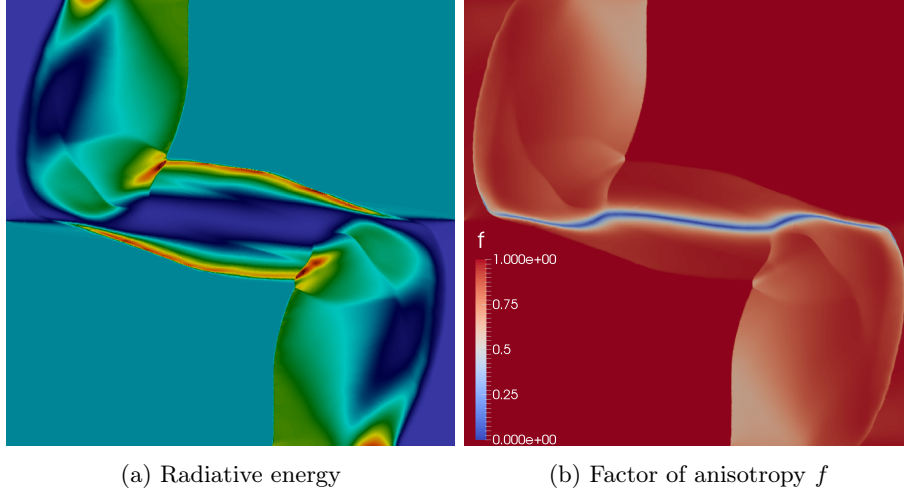 f
1.000e+00
0.75
0.5
0.25
0.000e+00
(a) Radiative energy
(b) Factor of anisotropy f